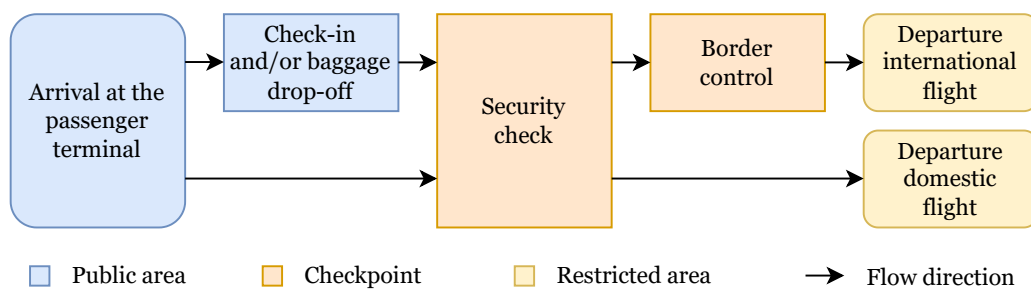 Arrival at the
passenger
terminal
Check-in
and/or baggage
drop-off
Security
check
Border
control
Departure
international
flight
Departure
domestic
flight
Public area
Checkpoint
Restricted area
Flow direction